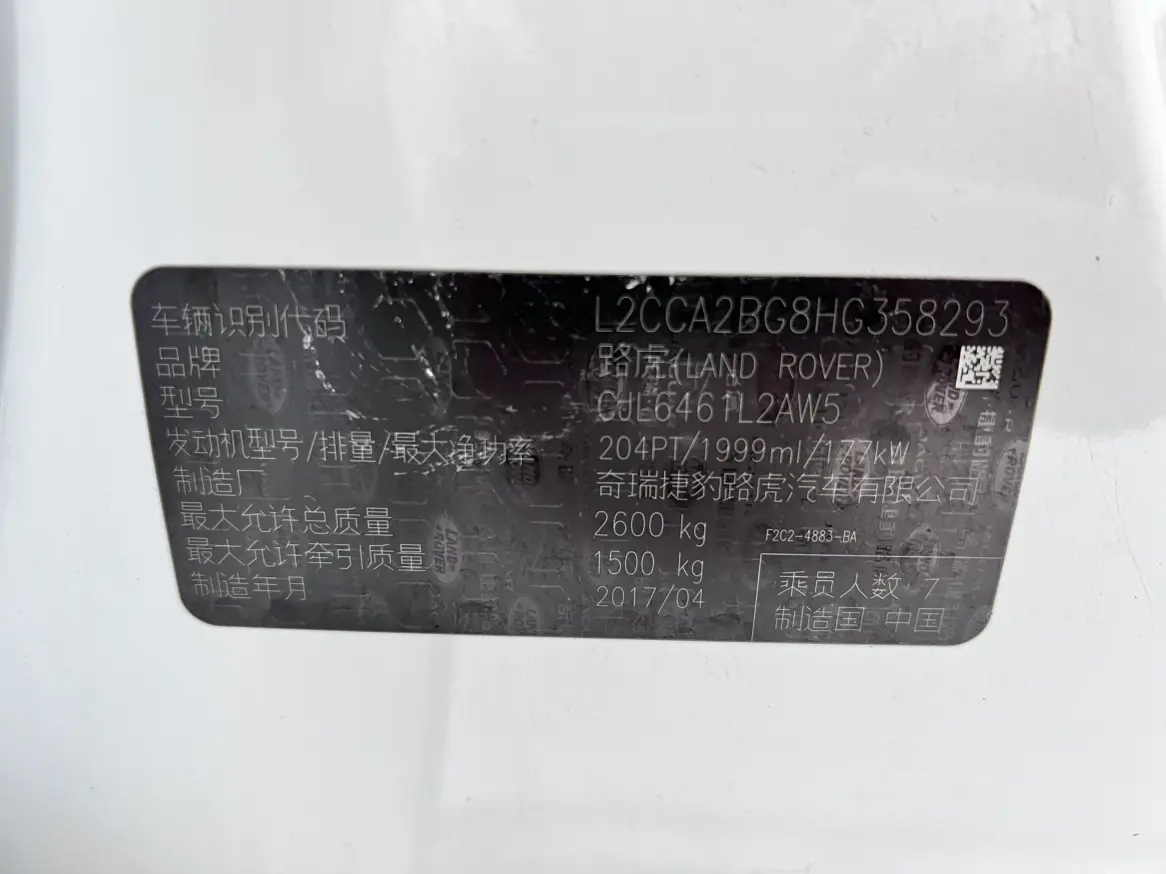 车辆识别代码 L2CCA2BG8HG358293
品牌 路虎(LAND ROVER)
型号 CJL6461L2AW5
发动机型号/排量/最大净功率 204PT/1999ml/177kW
制造厂 奇瑞捷豹路虎汽车有限公司
最大允许总质量 2600 kg
F2C2-4883-BA
最大允许牵引质量 1500 kg
制造年月 2017/04
乘员人数 7
制造国 中国